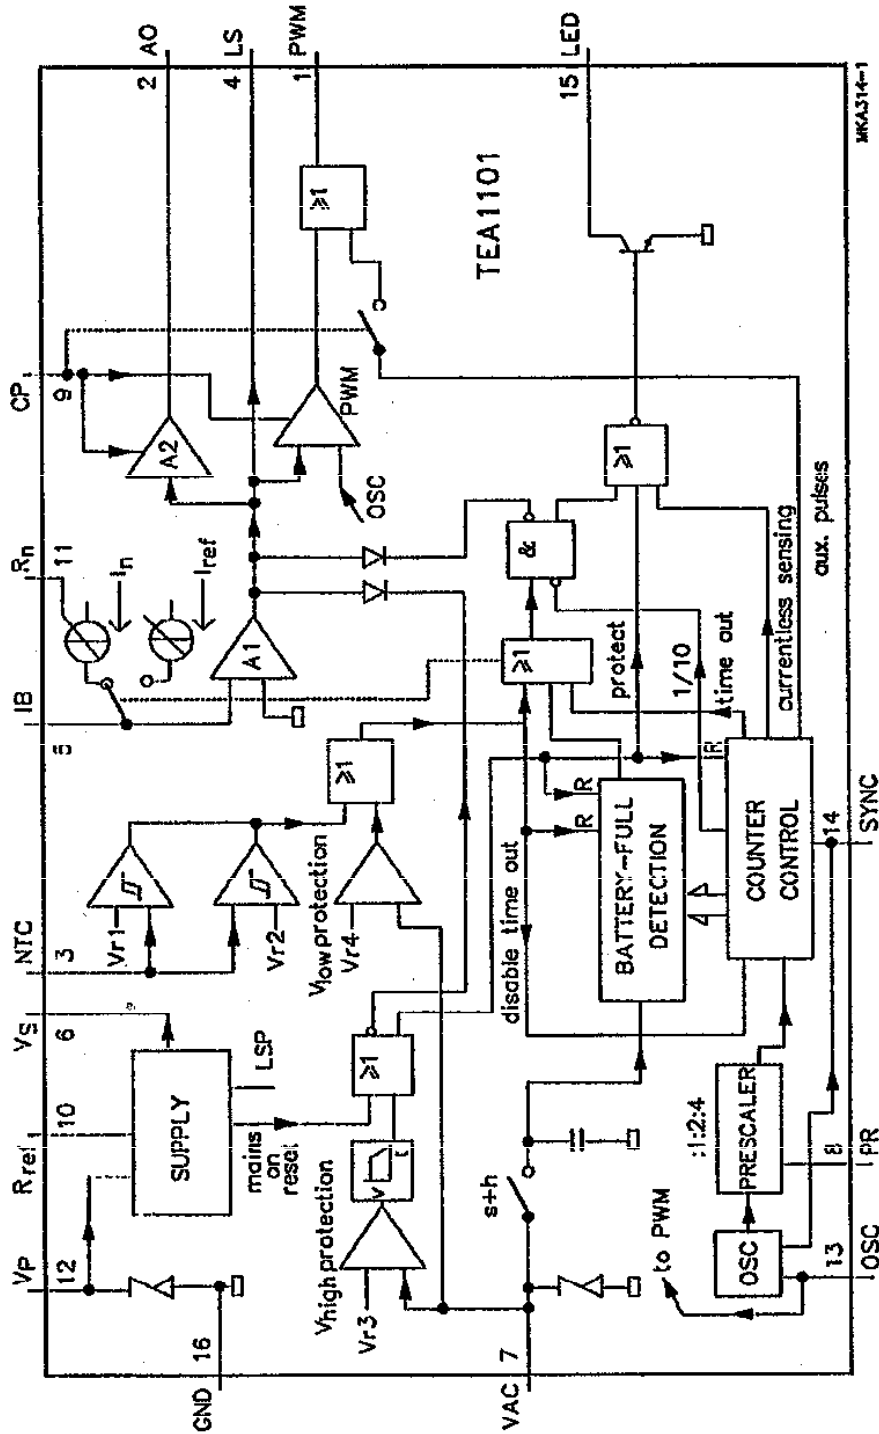 VP
12
Rref
10
VS
6
NTC
3
IB
5
Rn
11
CP
9
GND
16
SUPPLY
LSP
mains
on
reset
Vr1
Vr2
In
Iref
A1
A2
AO
2
LS
4
PWM
1
≥1
PWM
OSC
Vhigh protection
Vr3
V
t
≥1
Vlow protection
Vr4
≥1
TEA1101
VAC
7
s+h
disable time out
≥1
&
≥1
LED
15
R
R
BATTERY-FULL
DETECTION
protect
1/10
time out
currentless sensing
aux. pulses
R
COUNTER
CONTROL
to PWM
:1:2:4
PRESCALER
OSC
13
OSC
8
PR
14
SYNC
MKA314-1